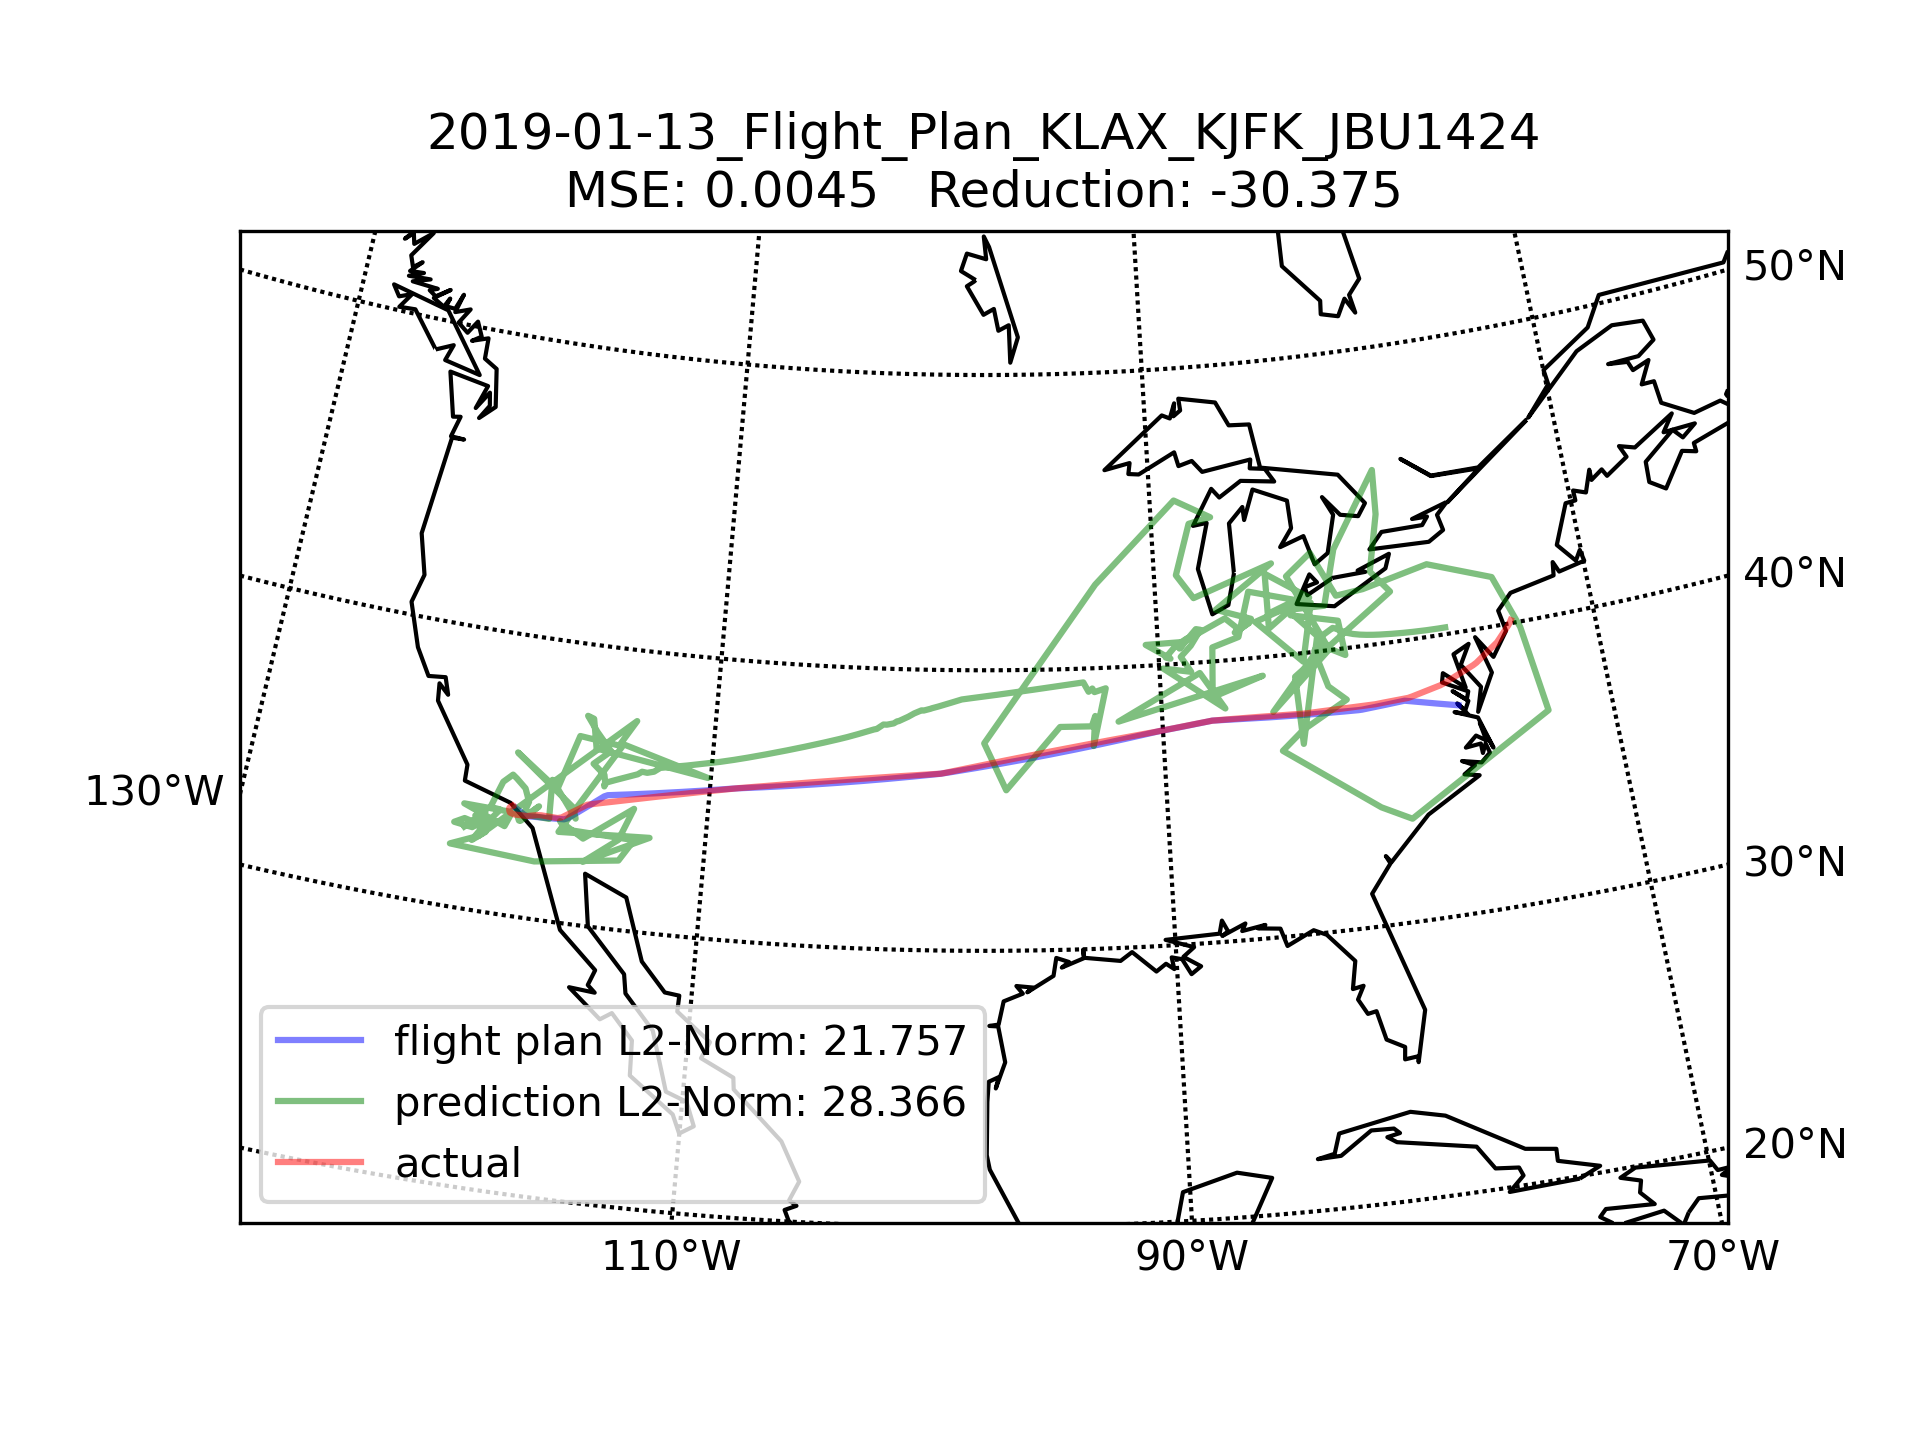 2019-01-13_Flight_Plan_KLAX_KJFK_JBU1424
MSE: 0.0045   Reduction: -30.375
50°N
40°N
130°W
30°N
flight plan L2-Norm: 21.757
prediction L2-Norm: 28.366
actual
20°N
110°W
90°W
70°W